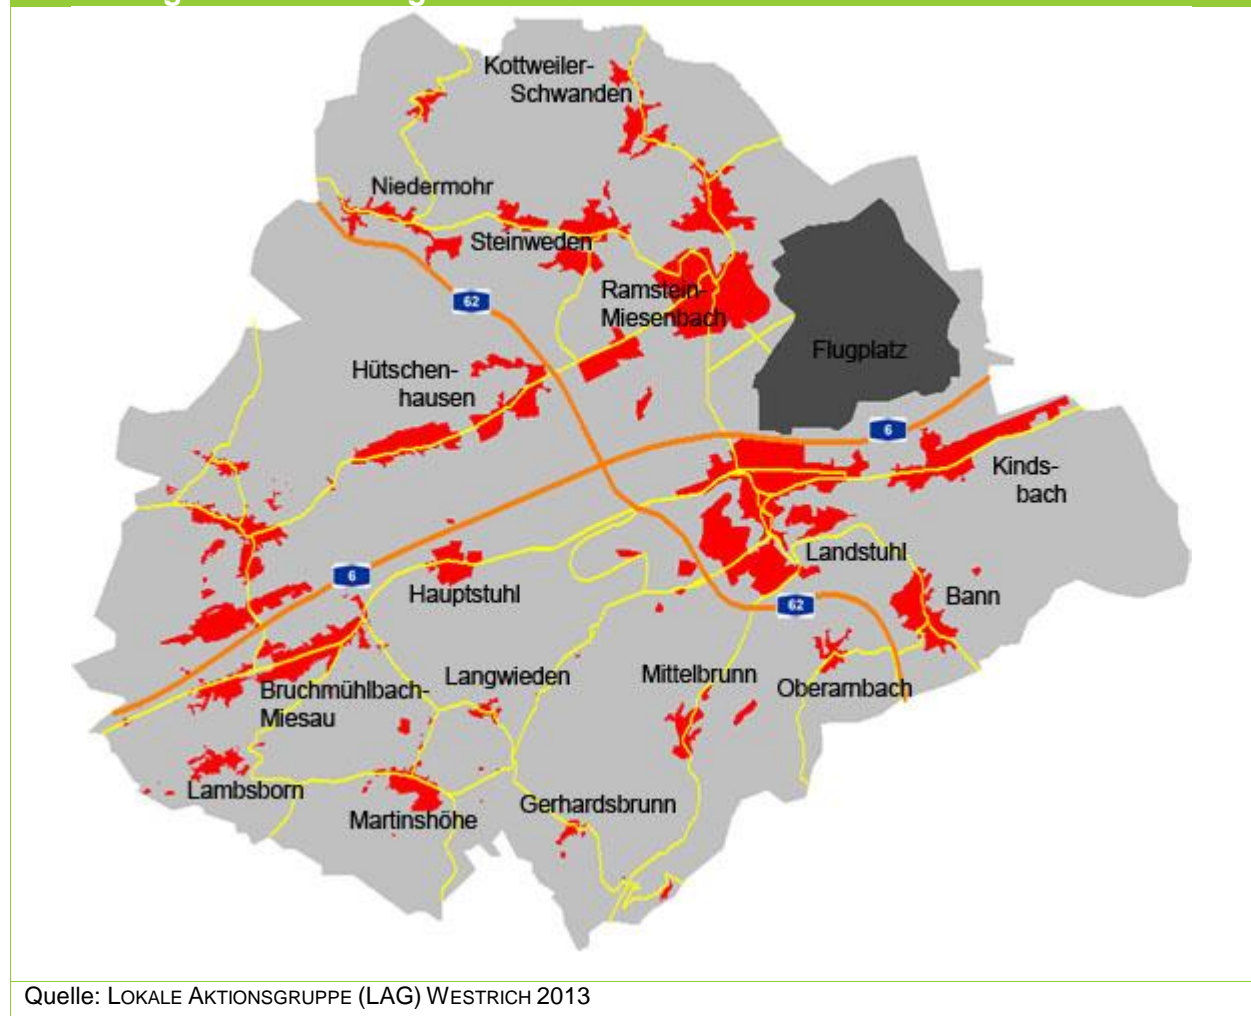 Kottweiler-
Schwanden
Niedermohr
Steinweden
62
Ramstein-
Miesenbach
Flugplatz
Hütschen-
hausen
6
Kinds-
bach
Landstuhl
6
Hauptstuhl
62
Bann
Langwieden
Mittelbrunn
Oberarnbach
Bruchmühlbach-
Miesau
Lambsborn
Gerhardsbrunn
Martinshöhe
Quelle: LOKALE AKTIONSGRUPPE (LAG) WESTRICH 2013